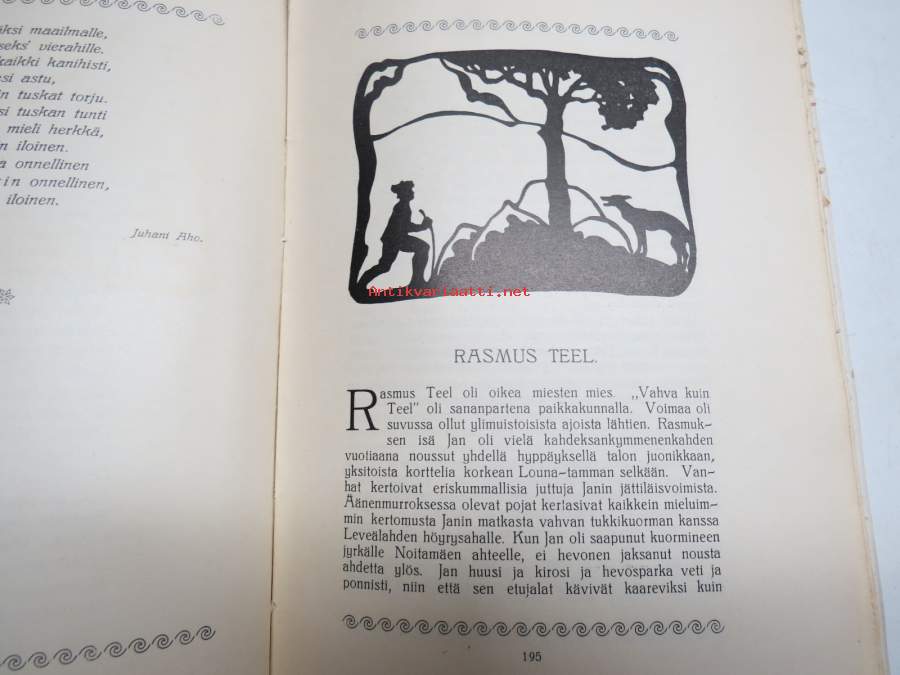 maailmalle,
vierahille.
kaikki kanihisti,
astu,
tuskat torju.
tuskan tunti
mieli herkkä,
iloinen.
onnellinen
onnellinen,
iloinen.
Juhani Aho.
Antikvariaatti.net
RASMUS TEEL.
Rasmus Teel oli oikea miesten mies. „Vahva kuin
Teel" oli sananpartena paikkakunnalla. Voimaa oli
suvussa ollut ylimuistoisista ajoista lähtien. Rasmuk-
sen isä Jan oli vielä kahdeksankymmenenkahden
vuotiaana noussut yhdellä hyppäyksellä talon juonikkaan,
yksitoista korttelia korkean Louna-tamman selkään. Van-
hat kertoivat eriskummallisia juttuja Janin jättiläisvoimista.
Äänenmurroksessa olevat pojat kertasivat kaikkein mieluim-
min kertomusta Janin matkasta vahvan tukkikuorman kanssa
Leveälahden höyrysahalle. Kun Jan oli saapunut kuormineen
jyrkälle Noitamäen ahteelle, ei hevonen jaksanut nousta
ahdetta ylös. Jan huusi ja kirosi ja hevosparka veti ja
ponnisti, niin että sen etujalat kävivät kaareviksi kuin
195